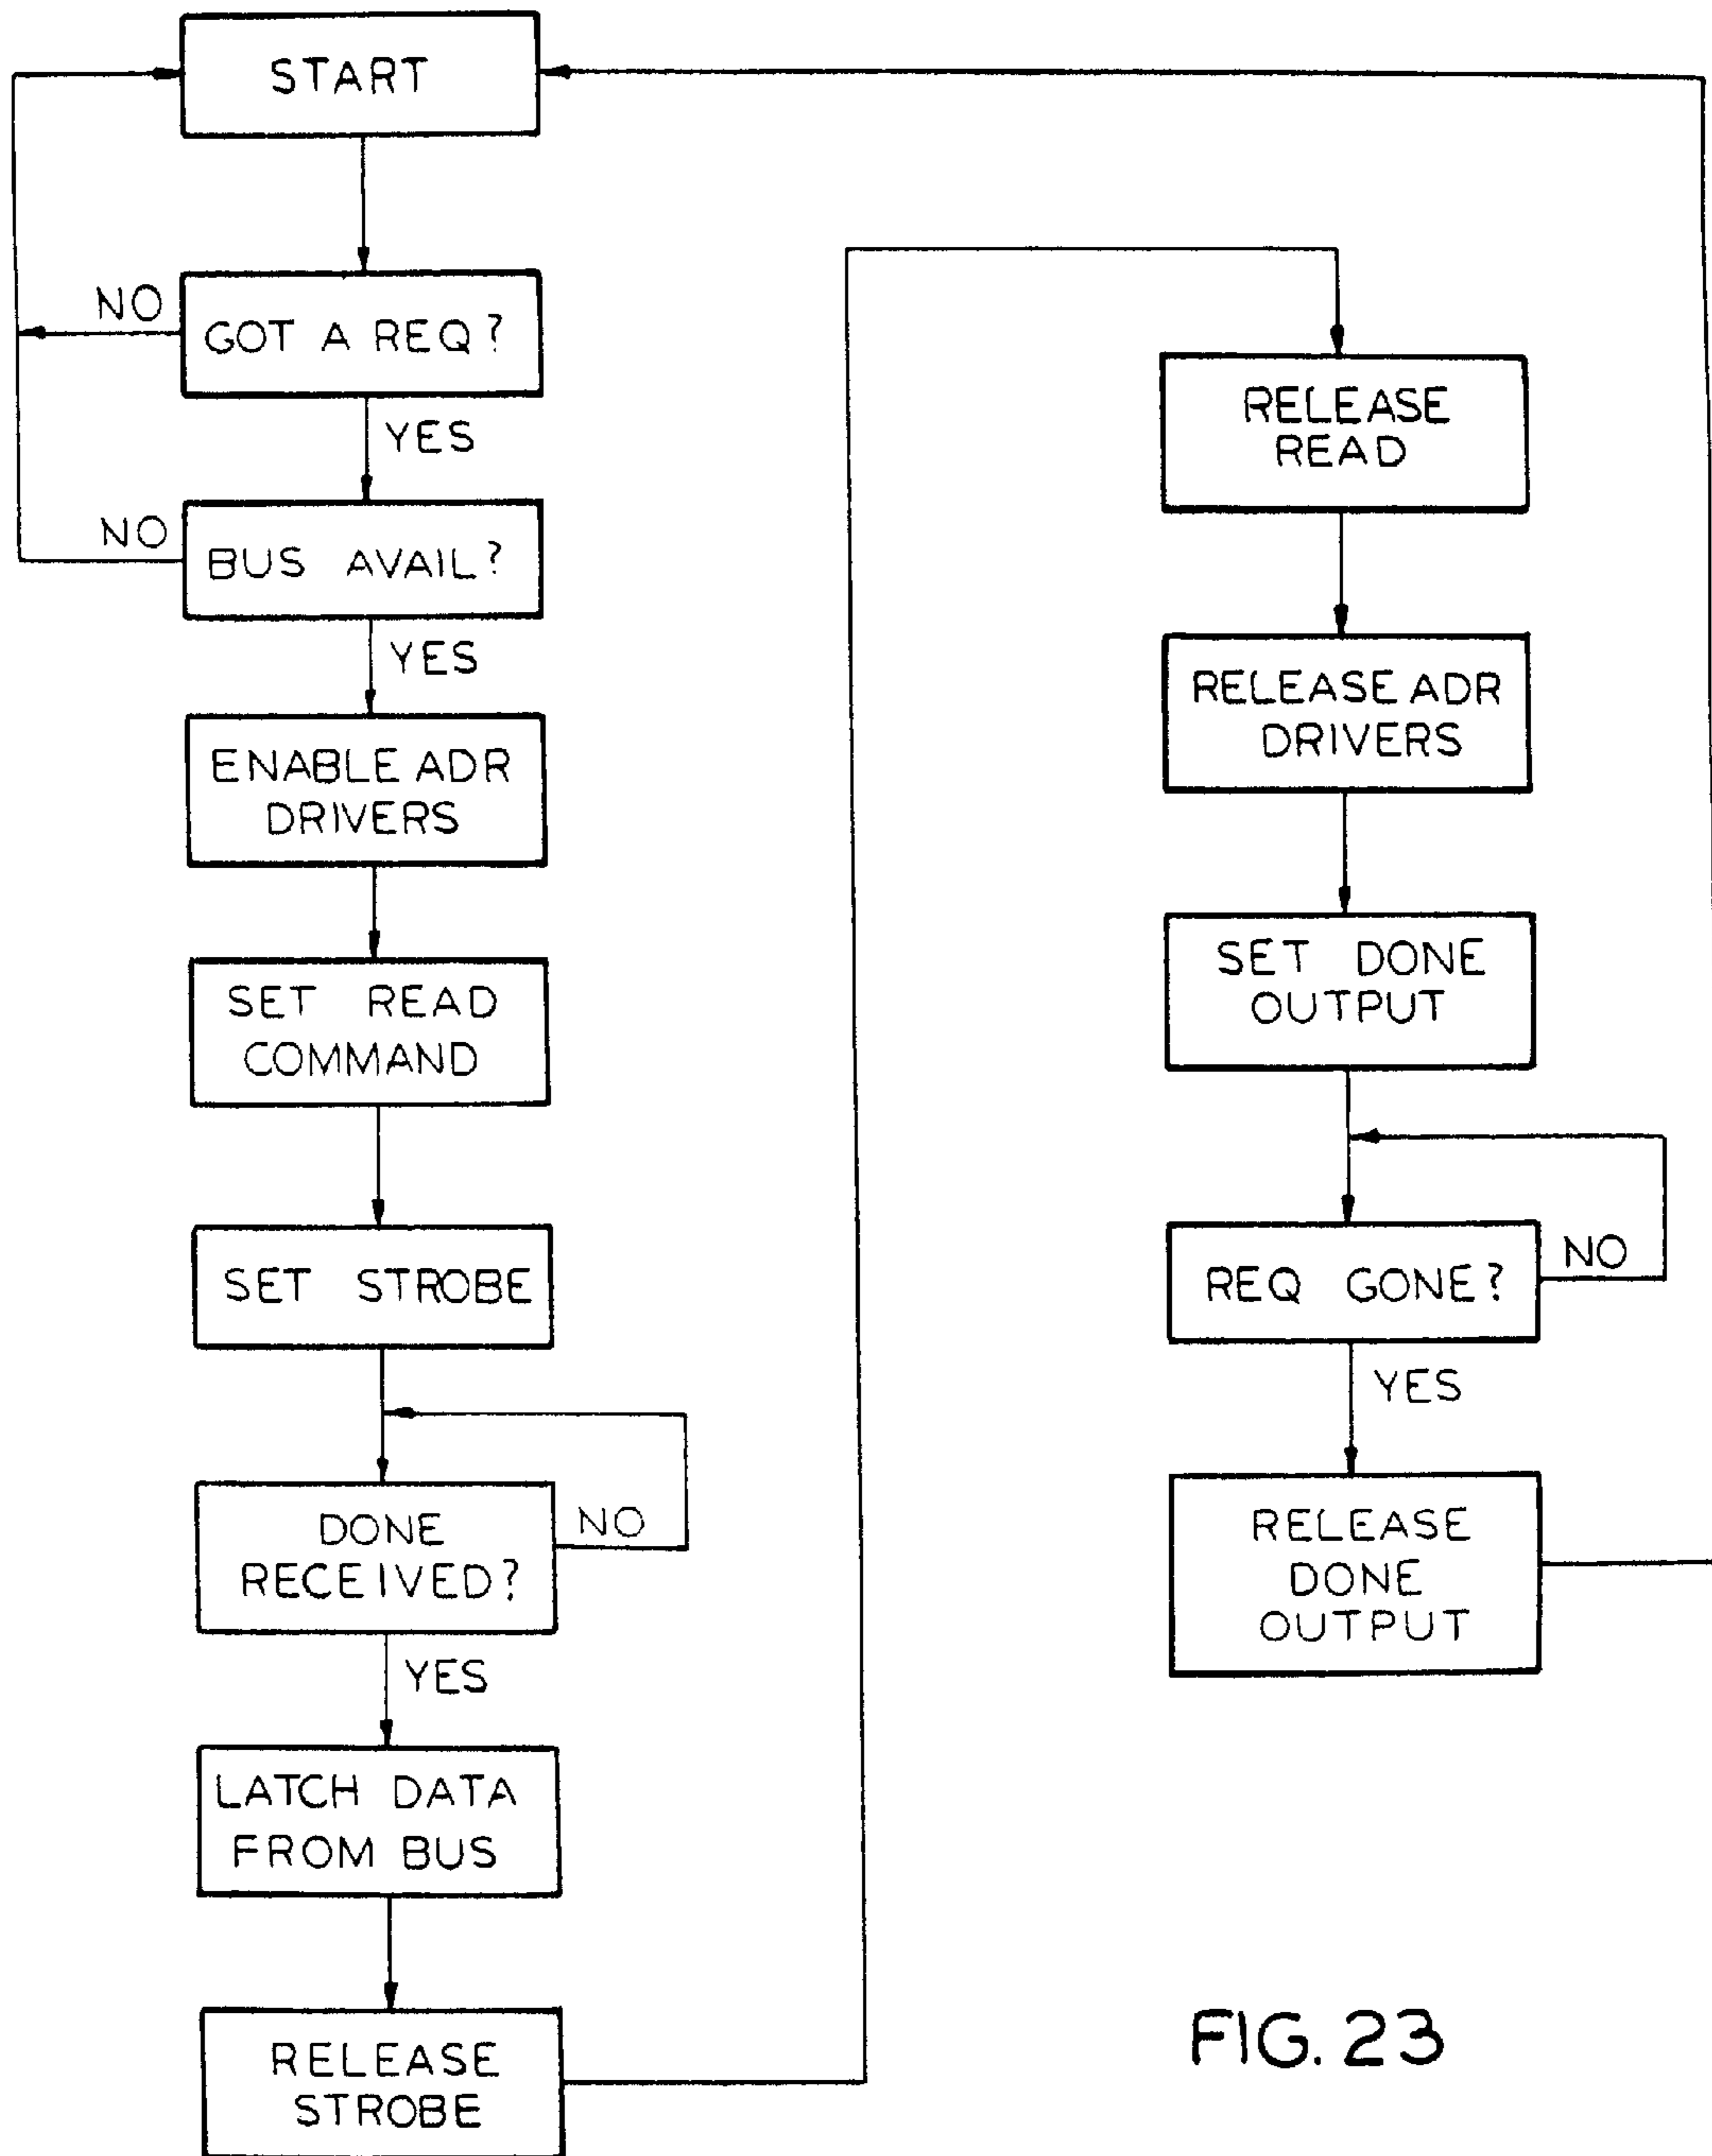 START
NO
GOT A REQ?
YES
NO
BUS AVAIL?
YES
ENABLE ADR
DRIVERS
SET READ
COMMAND
SET STROBE
DONE
RECEIVED?
NO
YES
LATCH DATA
FROM BUS
RELEASE
STROBE
RELEASE
READ
RELEASE ADR
DRIVERS
SET DONE
OUTPUT
REQ GONE?
NO
YES
RELEASE
DONE
OUTPUT
FIG. 23